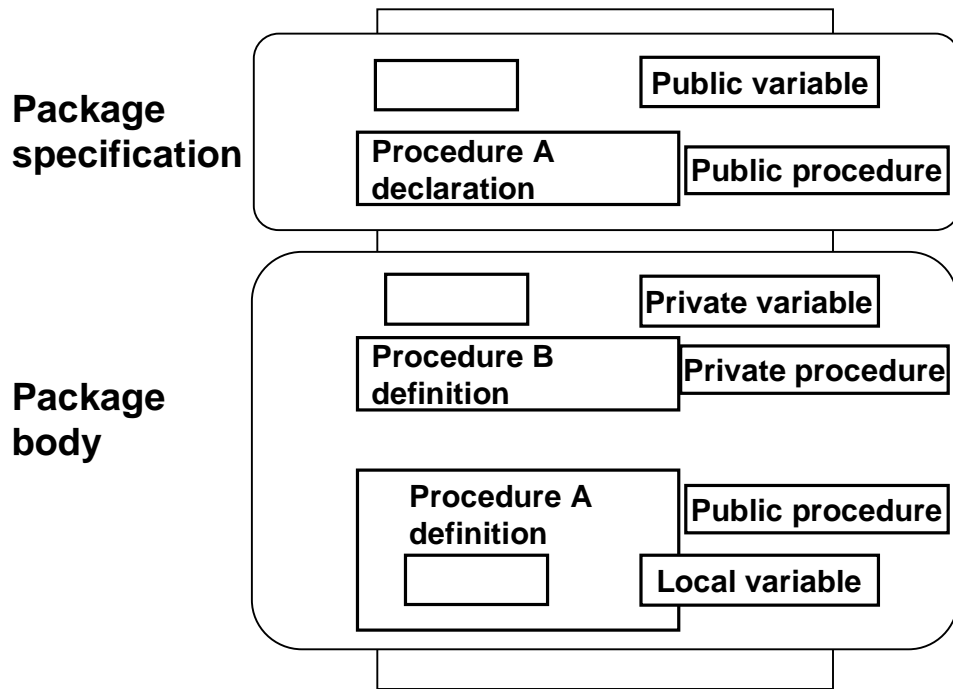 Package
specification
Public variable
Procedure A
declaration
Public procedure
Package
body
Private variable
Procedure B
definition
Private procedure
Procedure A
definition
Public procedure
Local variable